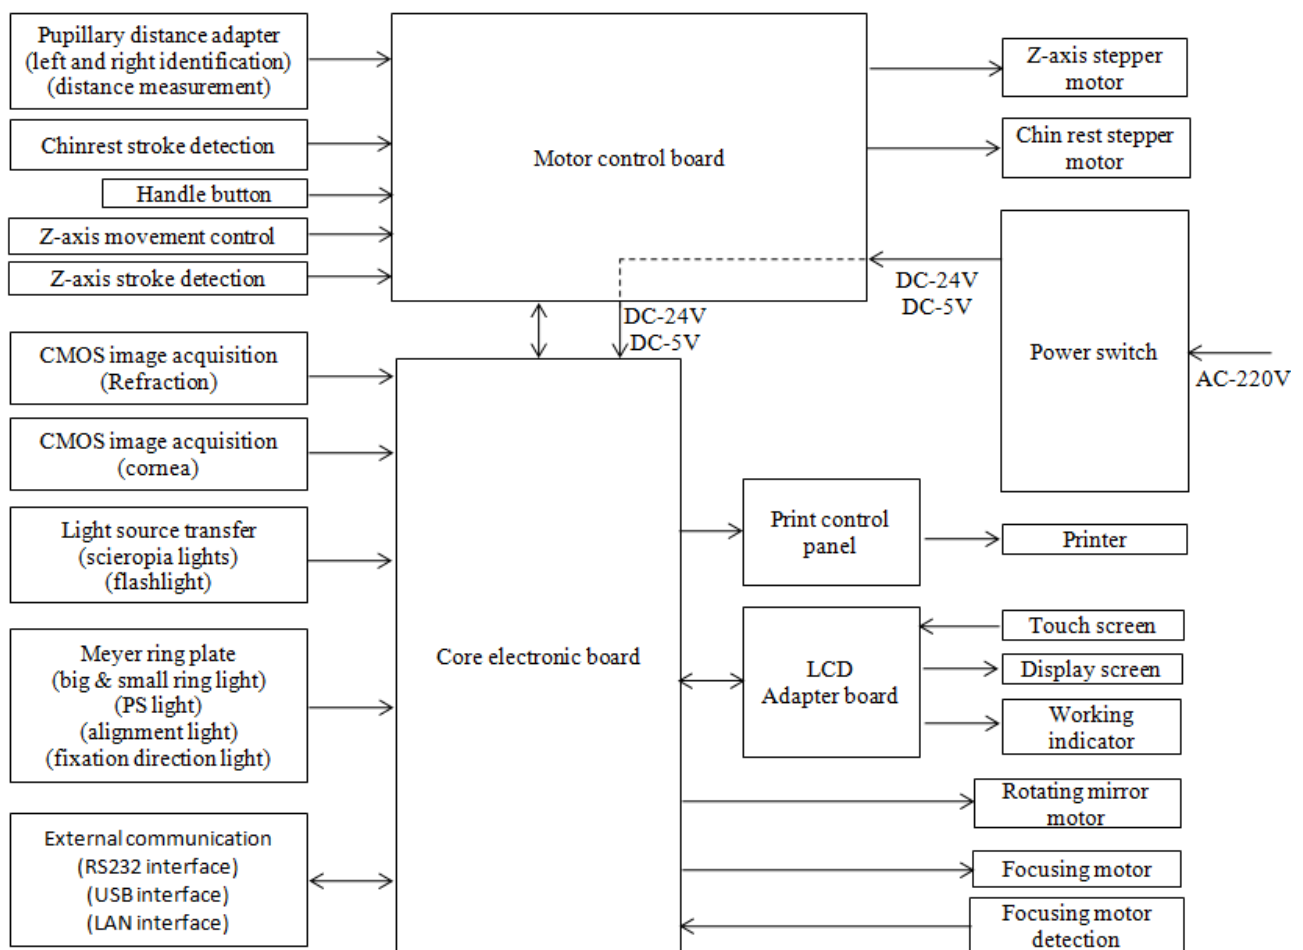 Pupillary distance adapter
(left and right identification)
(distance measurement)
Chinrest stroke detection
Handle button
Z-axis movement control
Z-axis stroke detection
Motor control board
Z-axis stepper
motor
Chin rest stepper
motor
DC-24V
DC-5V
DC-24V
DC-5V
Power switch
AC-220V
CMOS image acquisition
(Refraction)
CMOS image acquisition
(cornea)
Light source transfer
(scieropia lights)
(flashlight)
Meyer ring plate
(big & small ring light)
(PS light)
(alignment light)
(fixation direction light)
External communication
(RS232 interface)
(USB interface)
(LAN interface)
Core electronic board
Print control
panel
Printer
LCD
Adapter board
Touch screen
Display screen
Working
indicator
Rotating mirror
motor
Focusing motor
Focusing motor
detection